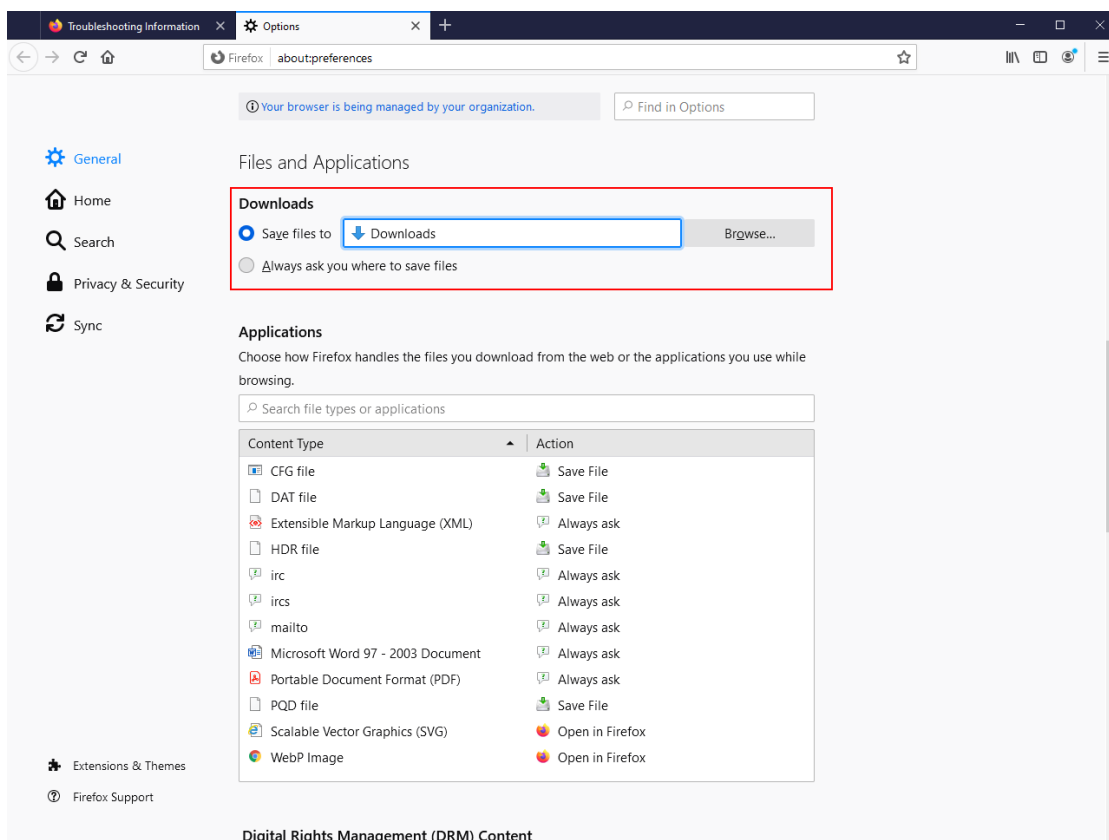 Troubleshooting Information
Options
Firefox about:preferences
Your browser is being managed by your organization.
Find in Options
General
Home
Search
Privacy & Security
Sync
Files and Applications
Downloads
Save files to Downloads Browse...
Always ask you where to save files
Applications
Choose how Firefox handles the files you download from the web or the applications you use while
browsing.
Search file types or applications
Content Type Action
CFG file Save File
DAT file Save File
Extensible Markup Language (XML) Always ask
HDR file Save File
irc Always ask
ircs Always ask
mailto Always ask
Microsoft Word 97 - 2003 Document Always ask
Portable Document Format (PDF) Always ask
PQD file Save File
Scalable Vector Graphics (SVG) Open in Firefox
WebP Image Open in Firefox
Extensions & Themes
Firefox Support
Digital Rights Management (DRM) Content